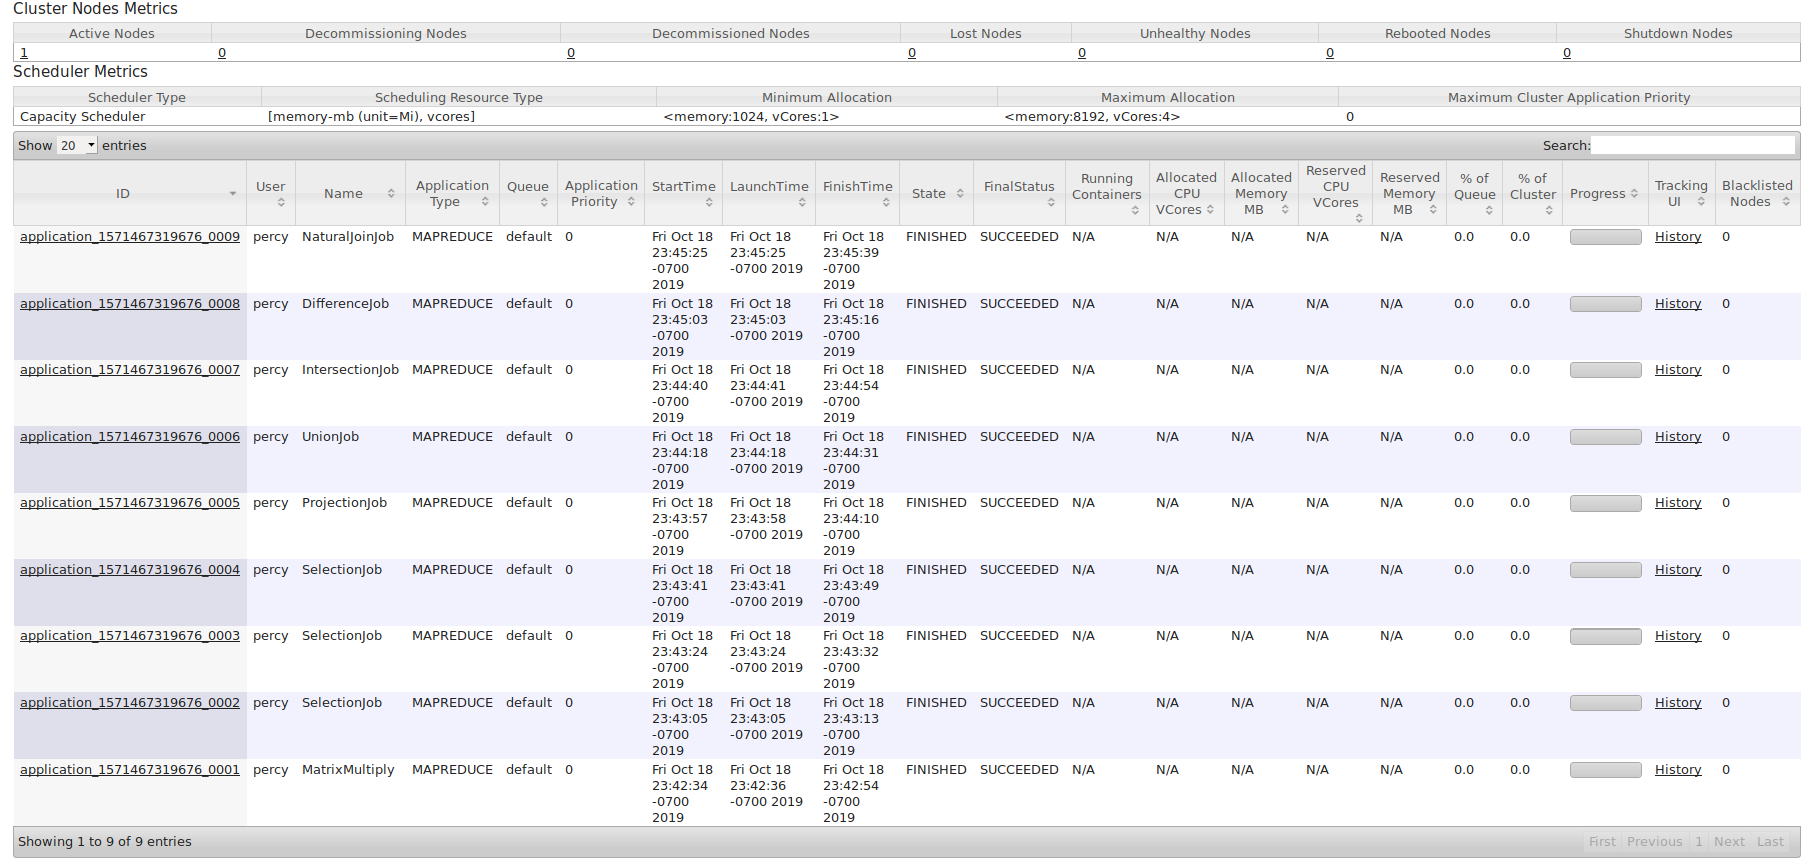 Cluster Nodes Metrics
Active Nodes Decommissioning Nodes Decommissioned Nodes Lost Nodes Unhealthy Nodes Rebooted Nodes Shutdown Nodes
1 0 0 0 0 0 0
Scheduler Metrics
Scheduler Type Scheduling Resource Type Minimum Allocation Maximum Allocation Maximum Cluster Application Priority
Capacity Scheduler [memory-mb (unit=Mi), vcores] <memory:1024, vCores:1> <memory:8192, vCores:4> 0
Show 20 entries Search:
ID User Name Application Type Queue Application Priority StartTime LaunchTime FinishTime State FinalStatus Running Containers Allocated CPU VCores Allocated Memory MB Reserved CPU VCores Reserved Memory MB % of Queue % of Cluster Progress Tracking UI Blacklisted Nodes
application_1571467319676_0009 percy NaturalJoinJob MAPREDUCE default 0 Fri Oct 18 23:45:25 -0700 2019 Fri Oct 18 23:45:25 -0700 2019 Fri Oct 18 23:45:39 -0700 2019 FINISHED SUCCEEDED N/A N/A N/A N/A N/A 0.0 0.0 History 0
application_1571467319676_0008 percy DifferenceJob MAPREDUCE default 0 Fri Oct 18 23:45:03 -0700 2019 Fri Oct 18 23:45:03 -0700 2019 Fri Oct 18 23:45:16 -0700 2019 FINISHED SUCCEEDED N/A N/A N/A N/A N/A 0.0 0.0 History 0
application_1571467319676_0007 percy IntersectionJob MAPREDUCE default 0 Fri Oct 18 23:44:40 -0700 2019 Fri Oct 18 23:44:41 -0700 2019 Fri Oct 18 23:44:54 -0700 2019 FINISHED SUCCEEDED N/A N/A N/A N/A N/A 0.0 0.0 History 0
application_1571467319676_0006 percy UnionJob MAPREDUCE default 0 Fri Oct 18 23:44:18 -0700 2019 Fri Oct 18 23:44:18 -0700 2019 Fri Oct 18 23:44:31 -0700 2019 FINISHED SUCCEEDED N/A N/A N/A N/A N/A 0.0 0.0 History 0
application_1571467319676_0005 percy ProjectionJob MAPREDUCE default 0 Fri Oct 18 23:43:57 -0700 2019 Fri Oct 18 23:43:58 -0700 2019 Fri Oct 18 23:44:10 -0700 2019 FINISHED SUCCEEDED N/A N/A N/A N/A N/A 0.0 0.0 History 0
application_1571467319676_0004 percy SelectionJob MAPREDUCE default 0 Fri Oct 18 23:43:41 -0700 2019 Fri Oct 18 23:43:41 -0700 2019 Fri Oct 18 23:43:49 -0700 2019 FINISHED SUCCEEDED N/A N/A N/A N/A N/A 0.0 0.0 History 0
application_1571467319676_0003 percy SelectionJob MAPREDUCE default 0 Fri Oct 18 23:43:24 -0700 2019 Fri Oct 18 23:43:24 -0700 2019 Fri Oct 18 23:43:32 -0700 2019 FINISHED SUCCEEDED N/A N/A N/A N/A N/A 0.0 0.0 History 0
application_1571467319676_0002 percy SelectionJob MAPREDUCE default 0 Fri Oct 18 23:43:05 -0700 2019 Fri Oct 18 23:43:05 -0700 2019 Fri Oct 18 23:43:13 -0700 2019 FINISHED SUCCEEDED N/A N/A N/A N/A N/A 0.0 0.0 History 0
application_1571467319676_0001 percy MatrixMultiply MAPREDUCE default 0 Fri Oct 18 23:42:34 -0700 2019 Fri Oct 18 23:42:36 -0700 2019 Fri Oct 18 23:42:54 -0700 2019 FINISHED SUCCEEDED N/A N/A N/A N/A N/A 0.0 0.0 History 0
Showing 1 to 9 of 9 entries First Previous 1 Next Last